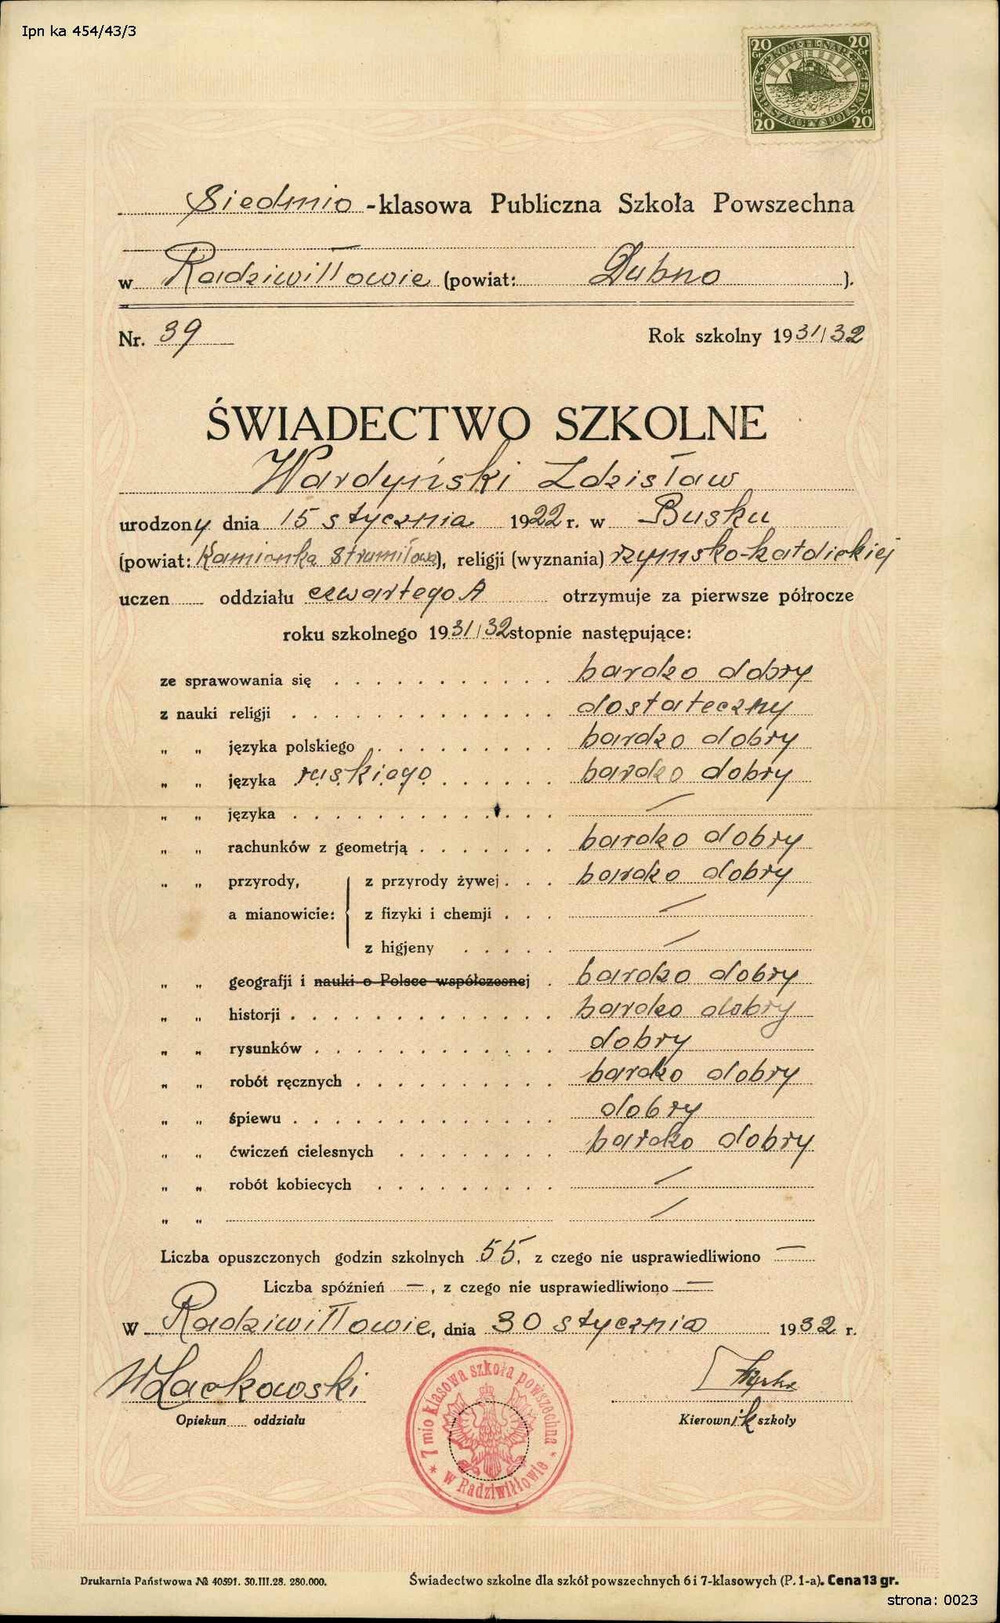 Ipn ka 454/43/3
20 Gr 20 Gr
20 Gr 20 Gr
Siedmio-klasowa Publiczna Szkoła Powszechna
w Radziwiłłowie (powiat: Dubno ).
Nr. 39 Rok szkolny 1931/32
ŚWIADECTWO SZKOLNE
Wardyński Zdzisław
urodzony dnia 15 stycznia 1922 r. w Busku
(powiat: Kamionka Strumiłowa), religji (wyznania) rzymsko-katolickiej
uczen oddziału czwartego A otrzymuje za pierwsze półrocze
roku szkolnego 1931/32 stopnie następujące:
ze sprawowania się . . . . . . . . . . . bardzo dobry
z nauki religji . . . . . . . . . . . . . dostateczny
„ „ języka polskiego . . . . . . . . . bardzo dobry
„ „ języka ruskiego . . . . . . bardzo dobry
„ „ języka . . . . . . . . . . . . . —
„ „ rachunków z geometrją . . . . . . . bardzo dobry
„ „ przyrody, z przyrody żywej . . . bardzo dobry
a mianowicie: z fizyki i chemji . . . —
z higjeny . . . . . —
„ „ geografji i nauki o Polsce współczesnej . bardzo dobry
„ „ historji . . . . . . . . . . . . . bardzo dobry
„ „ rysunków . . . . . . . . . . . . dobry
„ „ robót ręcznych . . . . . . . . . . bardzo dobry
„ „ śpiewu . . . . . . . . . . . . . dobry
„ „ ćwiczeń cielesnych . . . . . . . . bardzo dobry
„ „ robót kobiecych . . . . . . . . . —
„ „ —
Liczba opuszczonych godzin szkolnych 55, z czego nie usprawiedliwiono —
Liczba spóźnień —, z czego nie usprawiedliwiono —
W Radziwiłłowie, dnia 30 stycznia 1932 r.
WLackowski
Opiekun oddziału Kierownik szkoły
7 mio klasowa szkoła powszechna
* w Radziwiłłowie *
Drukarnia Państwowa № 40591. 30.III.28. 280.000. Świadectwo szkolne dla szkół powszechnych 6 i 7-klasowych (P. 1-a). Cena 13 gr.
strona: 0023